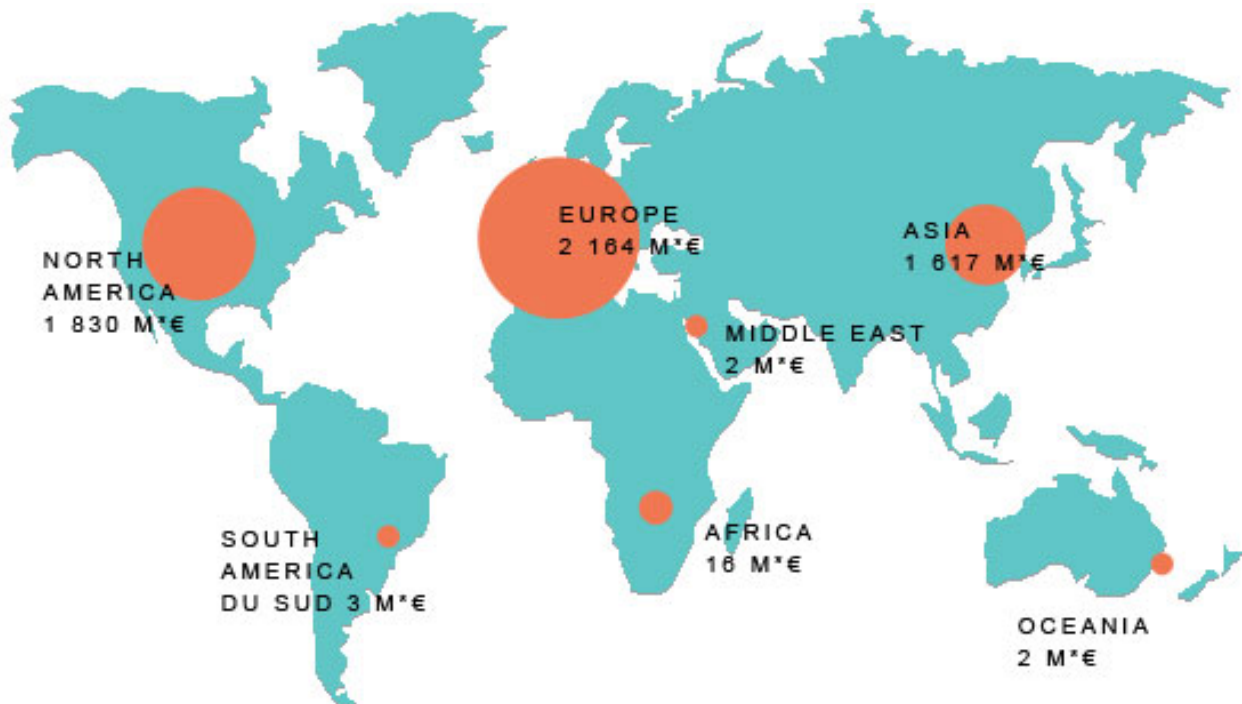 EUROPE
2 164 M*€
ASIA
1 617 M*€
NORTH
AMERICA
1 830 M*€
MIDDLE EAST
2 M*€
SOUTH
AMERICA
DU SUD 3 M*€
AFRICA
16 M*€
OCEANIA
2 M*€